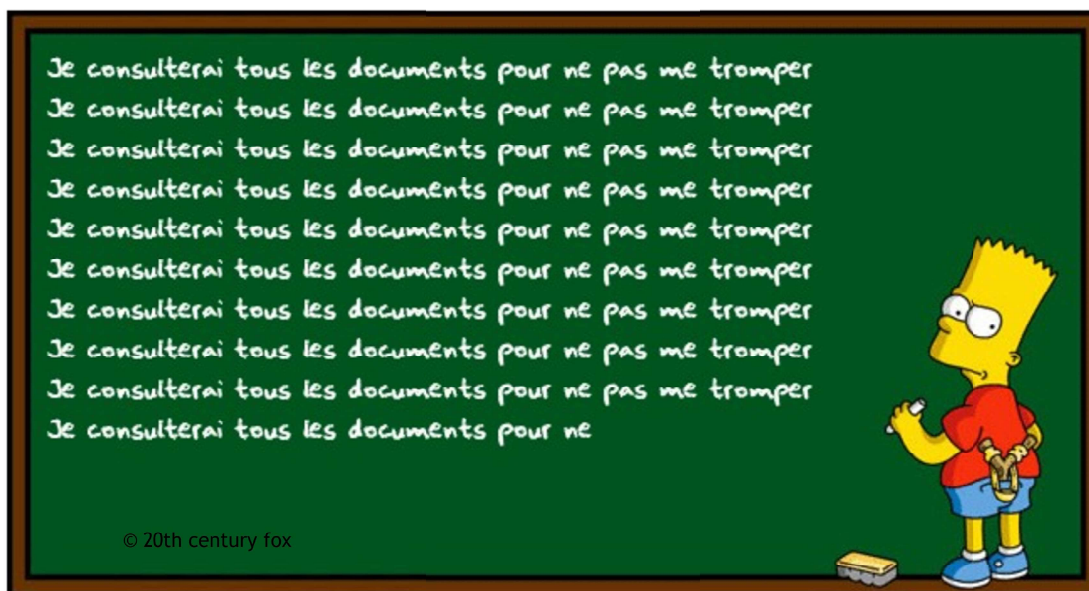 Je consulterai tous les documents pour ne pas me tromper
Je consulterai tous les documents pour ne pas me tromper
Je consulterai tous les documents pour ne pas me tromper
Je consulterai tous les documents pour ne pas me tromper
Je consulterai tous les documents pour ne pas me tromper
Je consulterai tous les documents pour ne pas me tromper
Je consulterai tous les documents pour ne pas me tromper
Je consulterai tous les documents pour ne pas me tromper
Je consulterai tous les documents pour ne pas me tromper
Je consulterai tous les documents pour ne
© 20th century fox